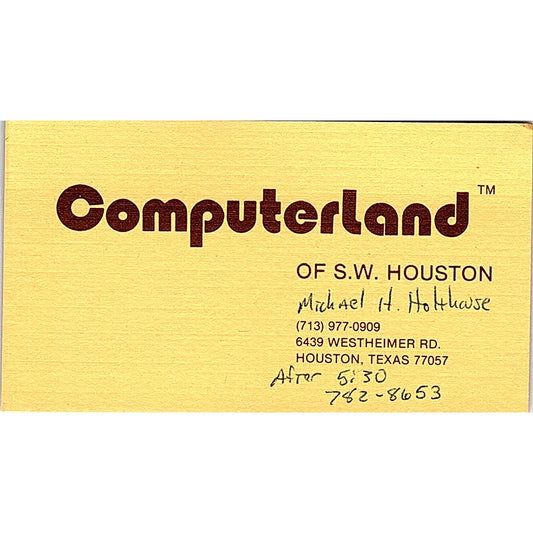 Computerland™
OF S.W. HOUSTON
Michael H. Holthouse
(713) 977-0909
6439 WESTHEIMER RD.
HOUSTON, TEXAS 77057
After 5:30
782-8653